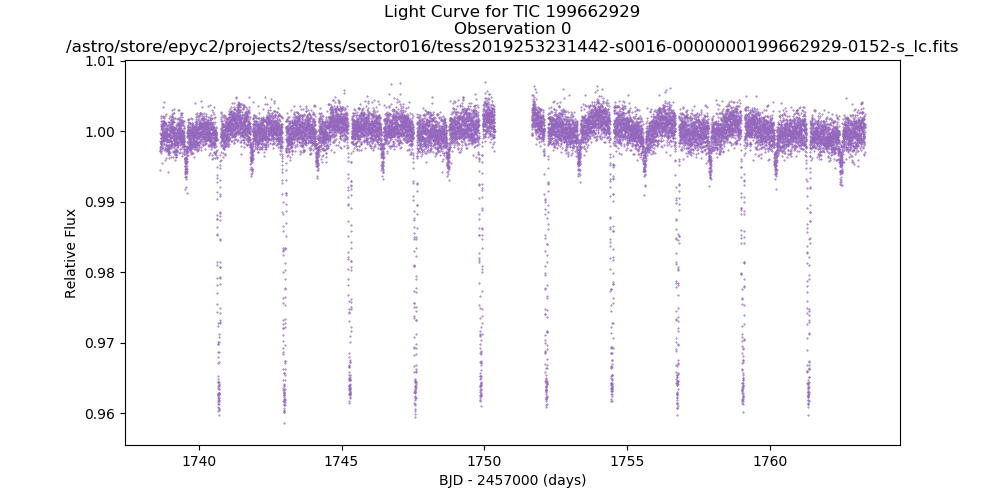 Light Curve for TIC 199662929
Observation 0
/astro/store/epyc2/projects2/tess/sector016/tess2019253231442-s0016-0000000199662929-0152-s_lc.fits
1.01
1.00
0.99
0.98
0.97
0.96
Relative Flux
1740
1745
1750
1755
1760
BJD - 2457000 (days)